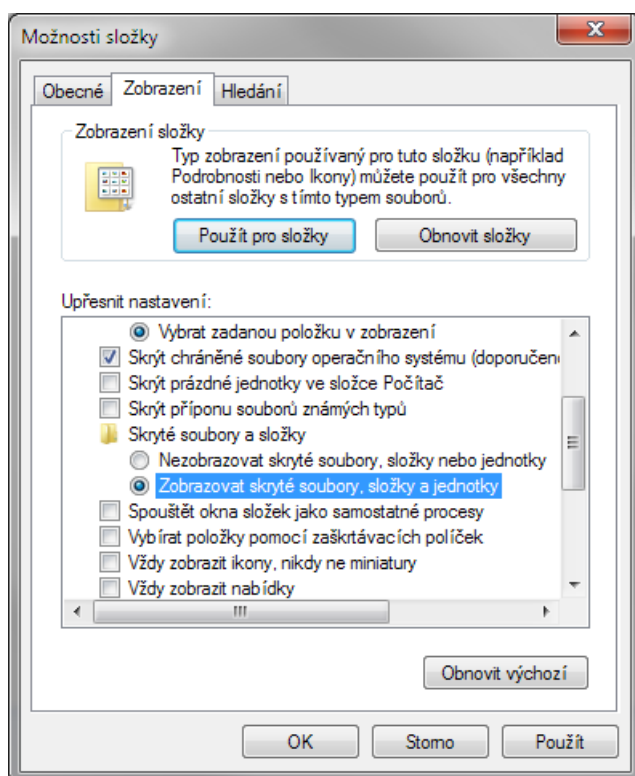 Možnosti složky
Obecné
Zobrazení
Hledání
Zobrazení složky
Typ zobrazení používaný pro tuto složku (například
Podrobnosti nebo Ikony) můžete použít pro všechny
ostatní složky s tímto typem souborů.
Použít pro složky
Obnovit složky
Upřesnit nastavení:
Vybrat zadanou položku v zobrazení
Skrýt chráněné soubory operačního systému (doporučen
Skrýt prázdné jednotky ve složce Počítač
Skrýt příponu souborů známých typů
Skryté soubory a složky
Nezobrazovat skryté soubory, složky nebo jednotky
Zobrazovat skryté soubory, složky a jednotky
Spouštět okna složek jako samostatné procesy
Vybírat položky pomocí zaškrtávacích políček
Vždy zobrazit ikony, nikdy ne miniatury
Vždy zobrazit nabídky
Obnovit výchozí
OK
Storno
Použít